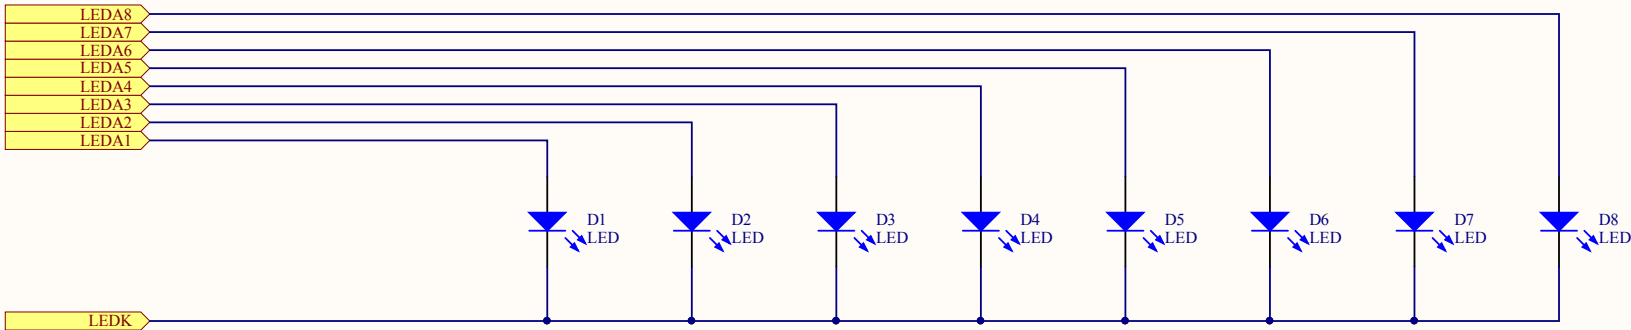 LEDA8
LEDA7
LEDA6
LEDA5
LEDA4
LEDA3
LEDA2
LEDA1
D1 D2 D3 D4 D5 D6 D7 D8
LED LED LED LED LED LED LED LED
LEDK